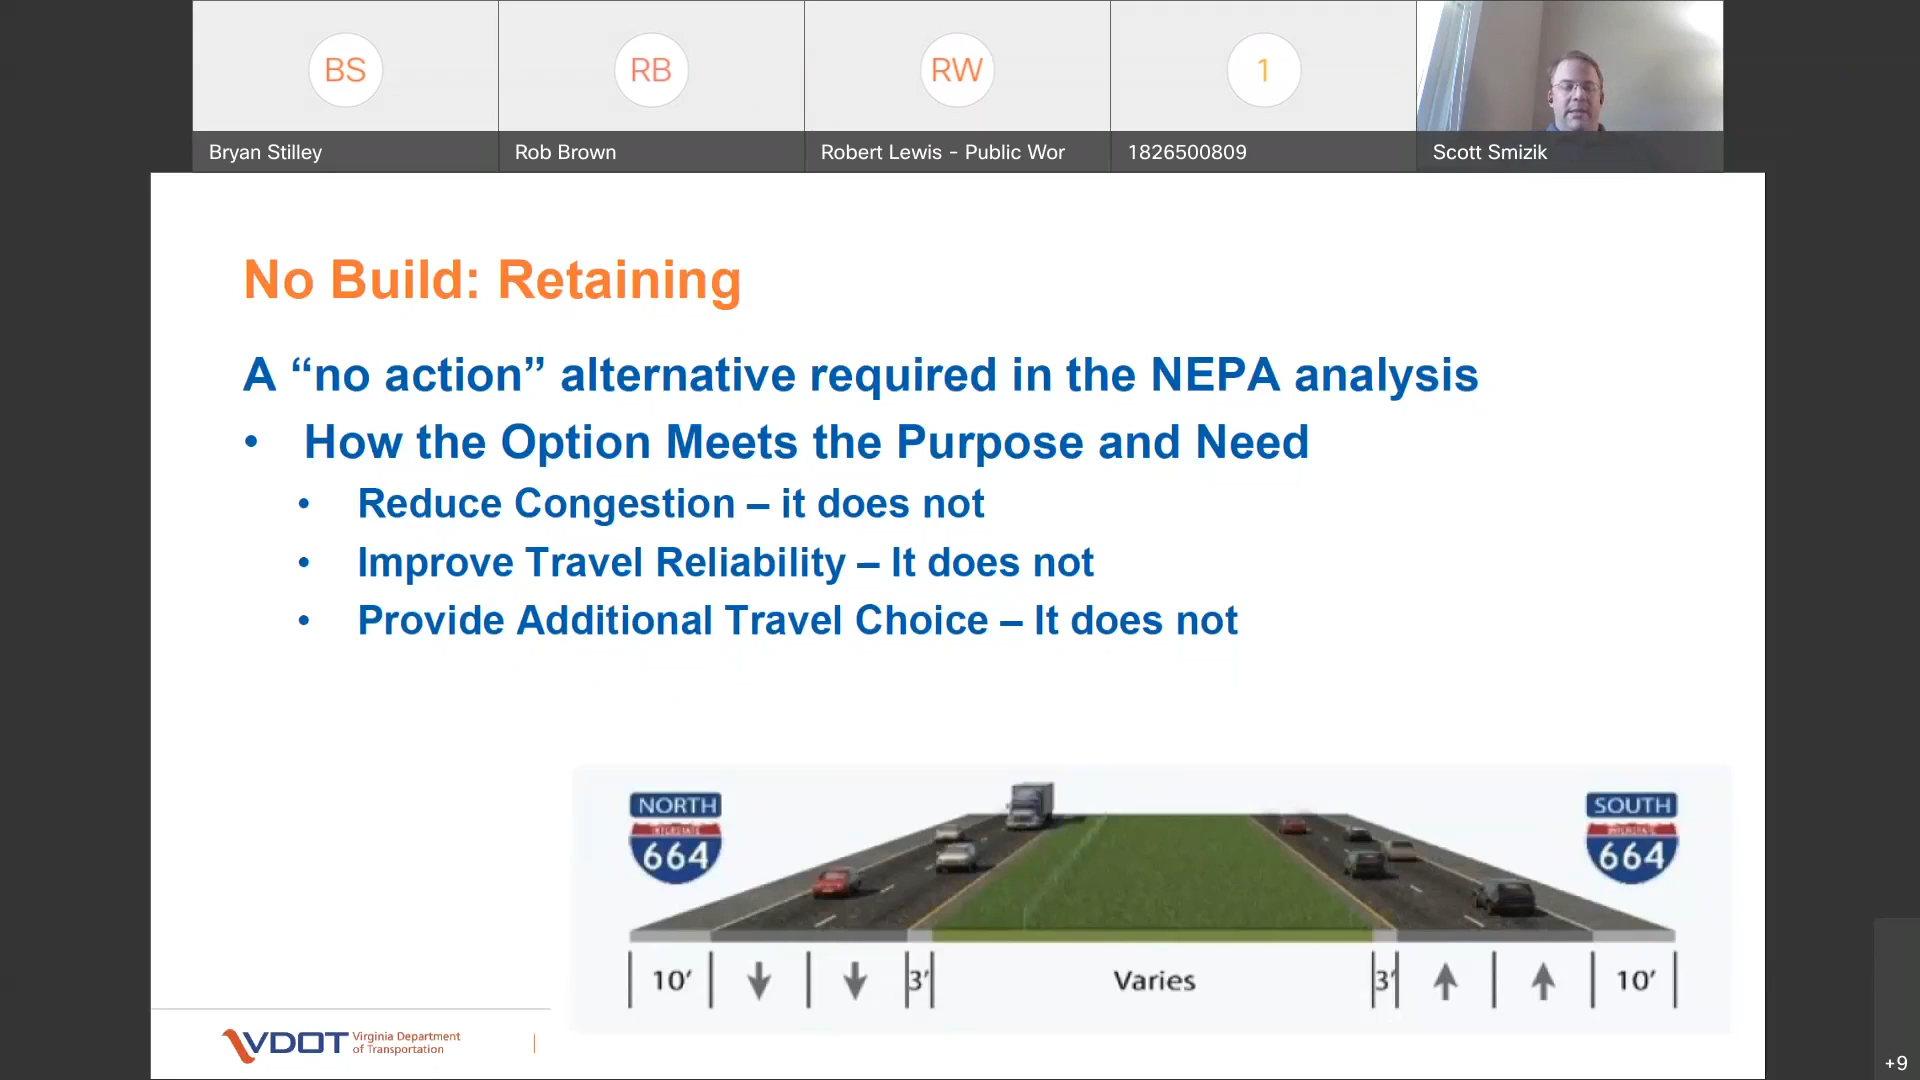 BS
RB
RW
1
Bryan Stilley
Rob Brown
Robert Lewis - Public Wor
1826500809
Scott Smizik
No Build: Retaining
A “no action” alternative required in the NEPA analysis
• How the Option Meets the Purpose and Need
• Reduce Congestion – it does not
• Improve Travel Reliability – It does not
• Provide Additional Travel Choice – It does not
NORTH
INTERSTATE
664
SOUTH
INTERSTATE
664
10’
3’
Varies
3’
10’
VDOT
Virginia Department
of Transportation
+9